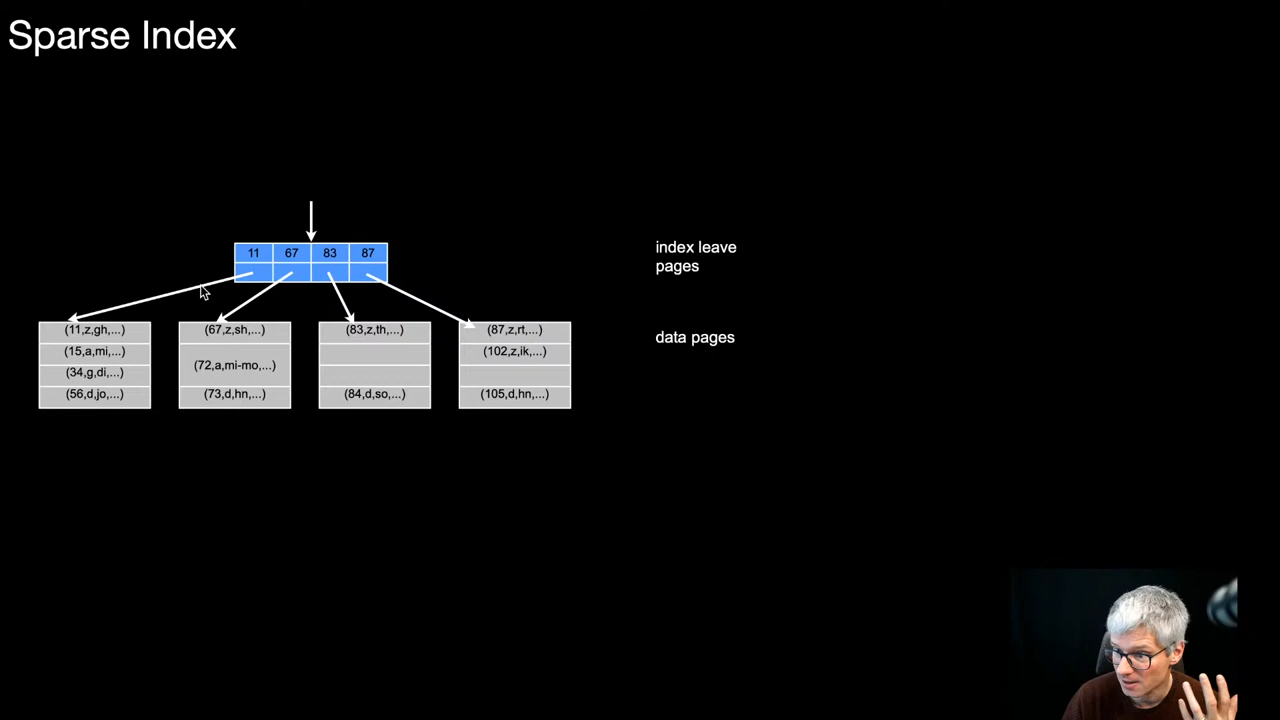 Sparse Index
11 67 83 87
index leave
pages
(11,z,gh,...) (67,z,sh,...) (83,z,th,...) (87,z,rt,...)
data pages
(15,a,mi,...) (102,z,ik,...)
(72,a,mi-mo,...)
(34,g,di,...)
(56,d,jo,...) (73,d,hn,...) (84,d,so,...) (105,d,hn,...)